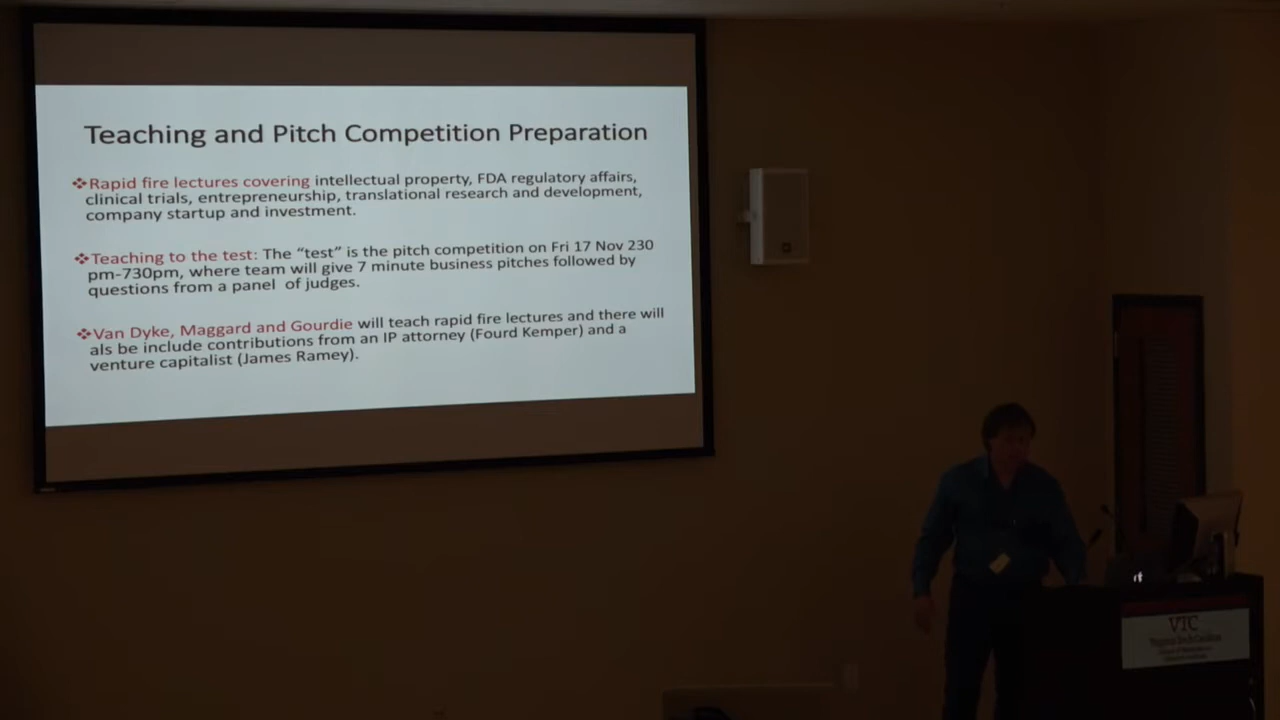 Teaching and Pitch Competition Preparation
❖Rapid fire lectures covering intellectual property, FDA regulatory affairs,
clinical trials, entrepreneurship, translational research and development,
company startup and investment.
❖Teaching to the test: The “test” is the pitch competition on Fri 17 Nov 230
pm-730pm, where team will give 7 minute business pitches followed by
questions from a panel of judges.
❖Van Dyke, Maggard and Gourdie will teach rapid fire lectures and there will
als be include contributions from an IP attorney (Fourd Kemper) and a
venture capitalist (James Ramey).
VTC